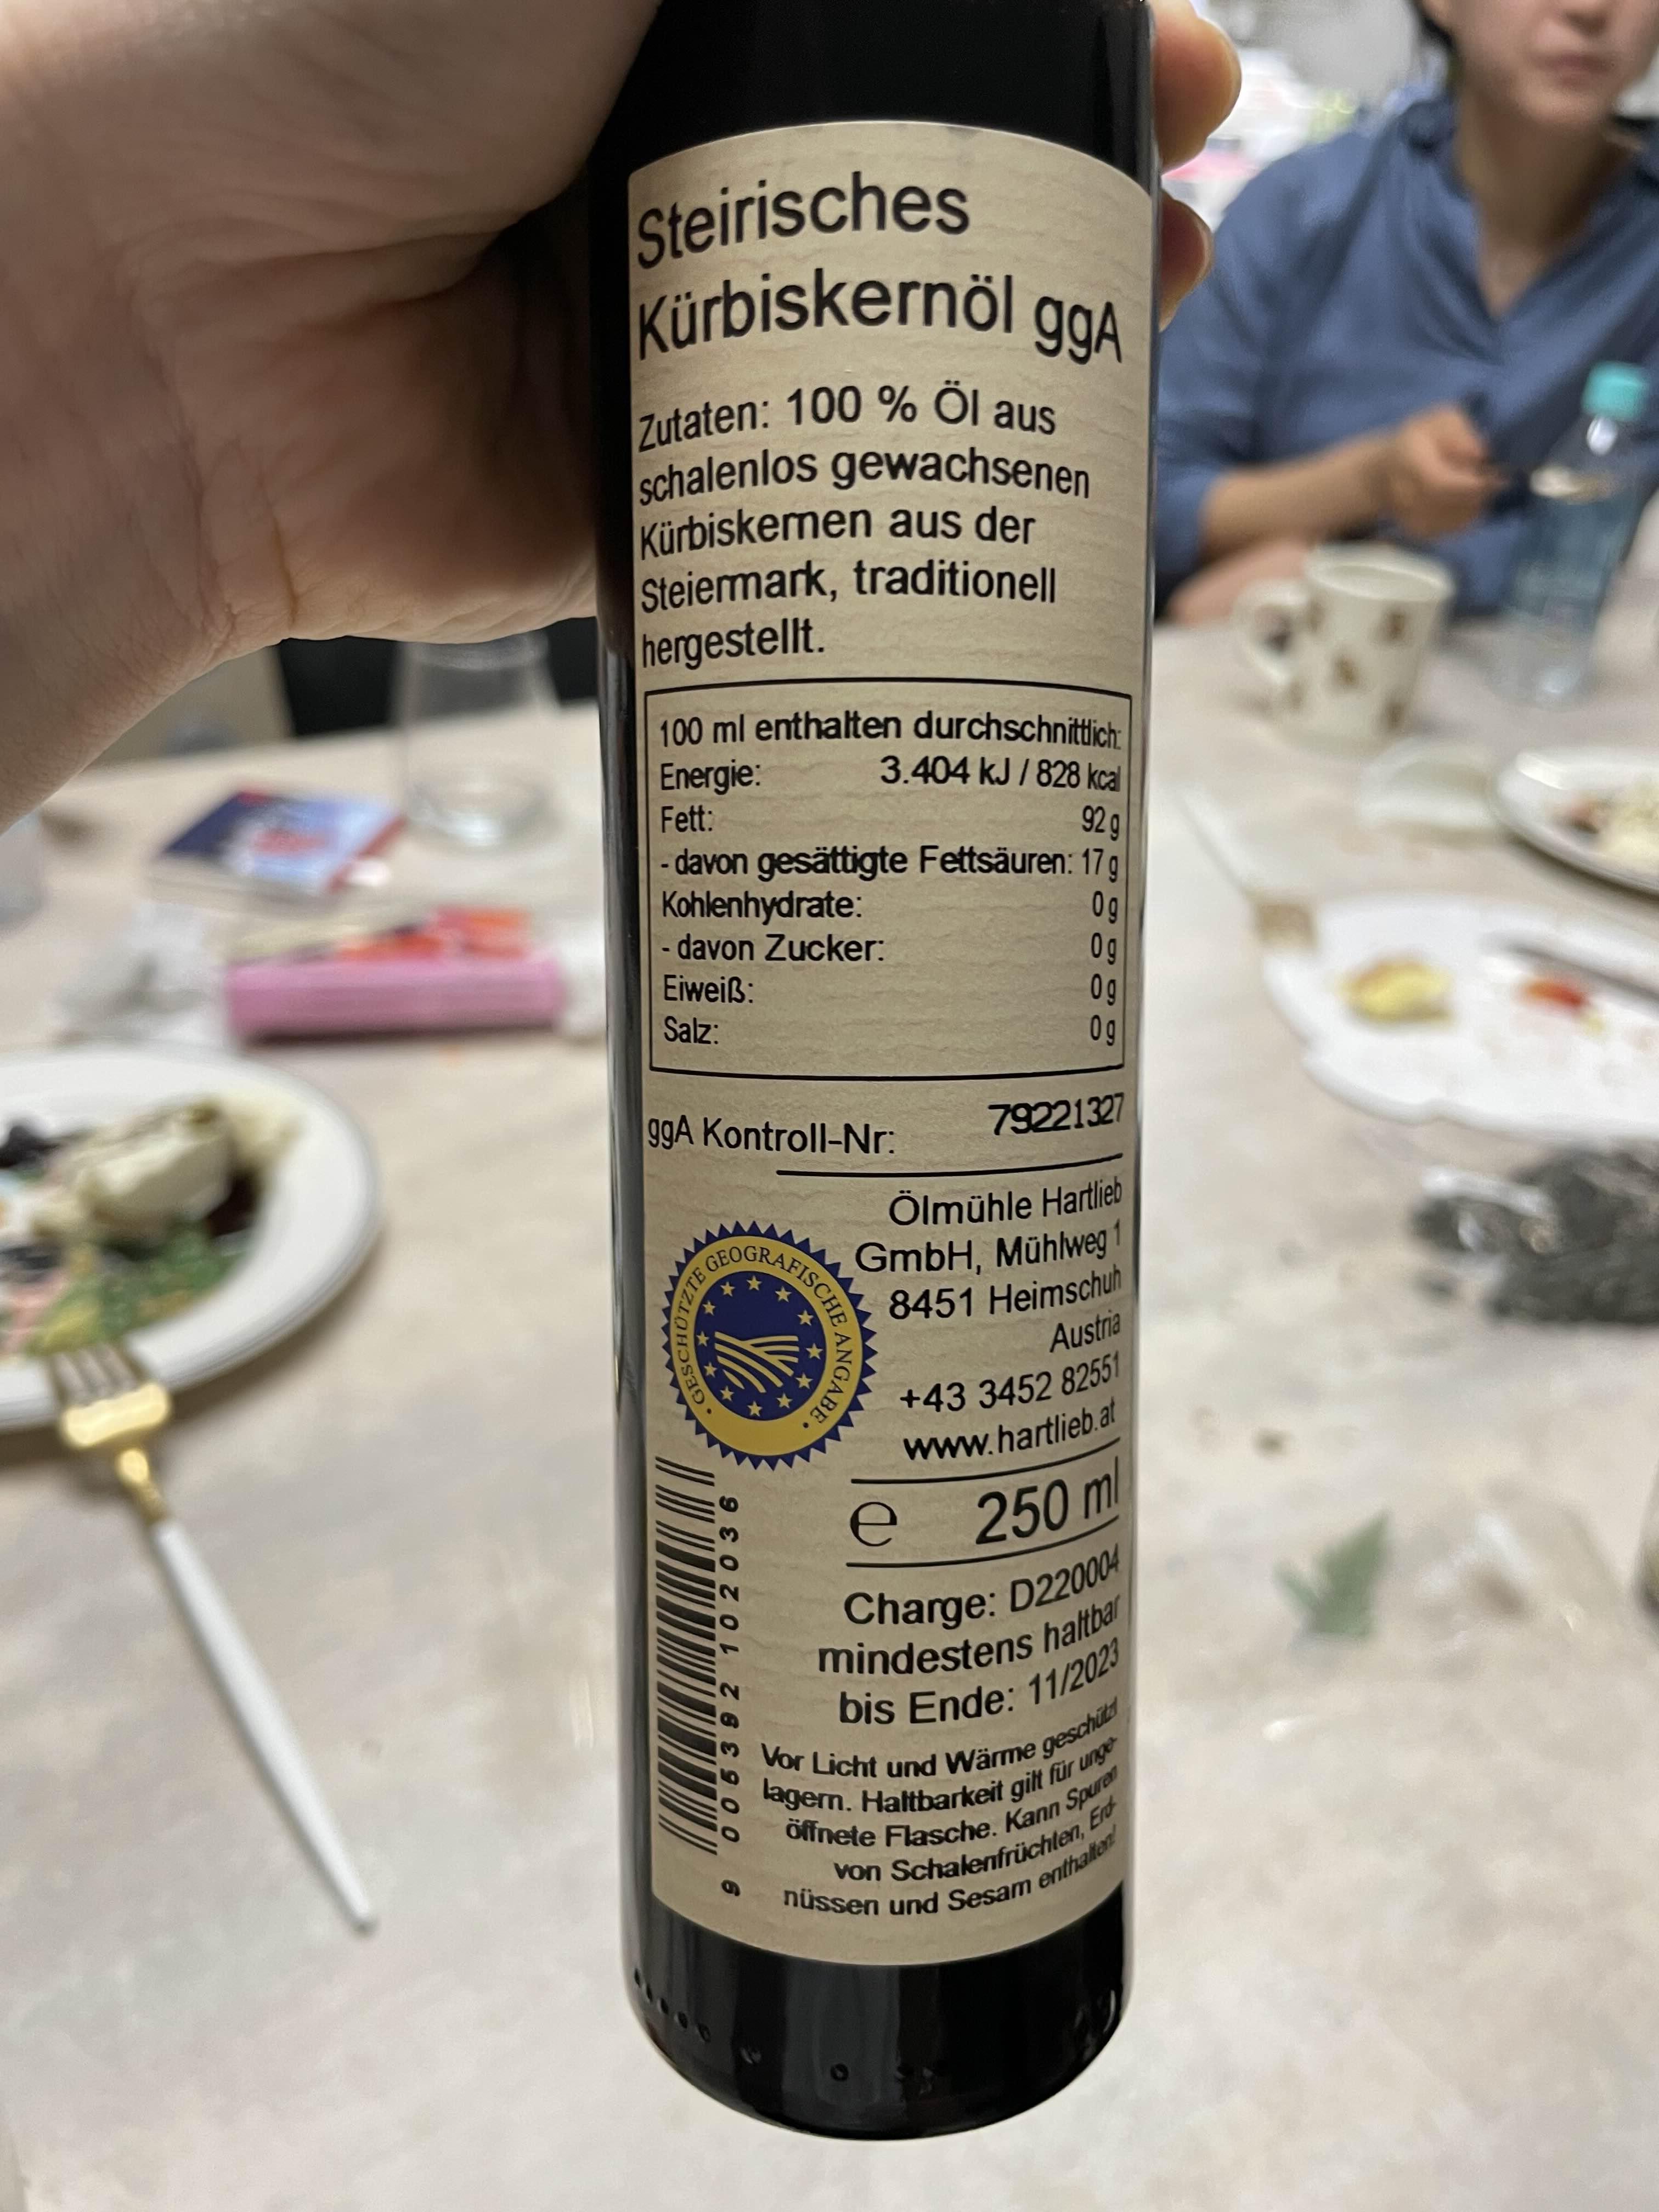 Steirisches
Kürbiskernöl ggA
Zutaten: 100 % Öl aus
schalenlos gewachsenen
Kürbiskernen aus der
Steiermark, traditionell
hergestellt.
100 ml enthalten durchschnittlich:
Energie: 3.404 kJ / 828 kcal
Fett: 92 g
- davon gesättigte Fettsäuren: 17 g
Kohlenhydrate: 0 g
- davon Zucker: 0 g
Eiweiß: 0 g
Salz: 0 g
ggA Kontroll-Nr: 79221327
Ölmühle Hartlieb
GmbH, Mühlweg 1
8451 Heimschuh
Austria
+43 3452 82551
www.hartlieb.at
· GESCHÜTZTE GEOGRAFISCHE ANGABE ·
e 250 ml
Charge: D220004
mindestens haltbar
bis Ende: 11/2023
Vor Licht und Wärme geschützt
lagern. Haltbarkeit gilt für unge-
öffnete Flasche. Kann Spuren
von Schalenfrüchten, Erd-
nüssen und Sesam enthalten!
9 006392 102036